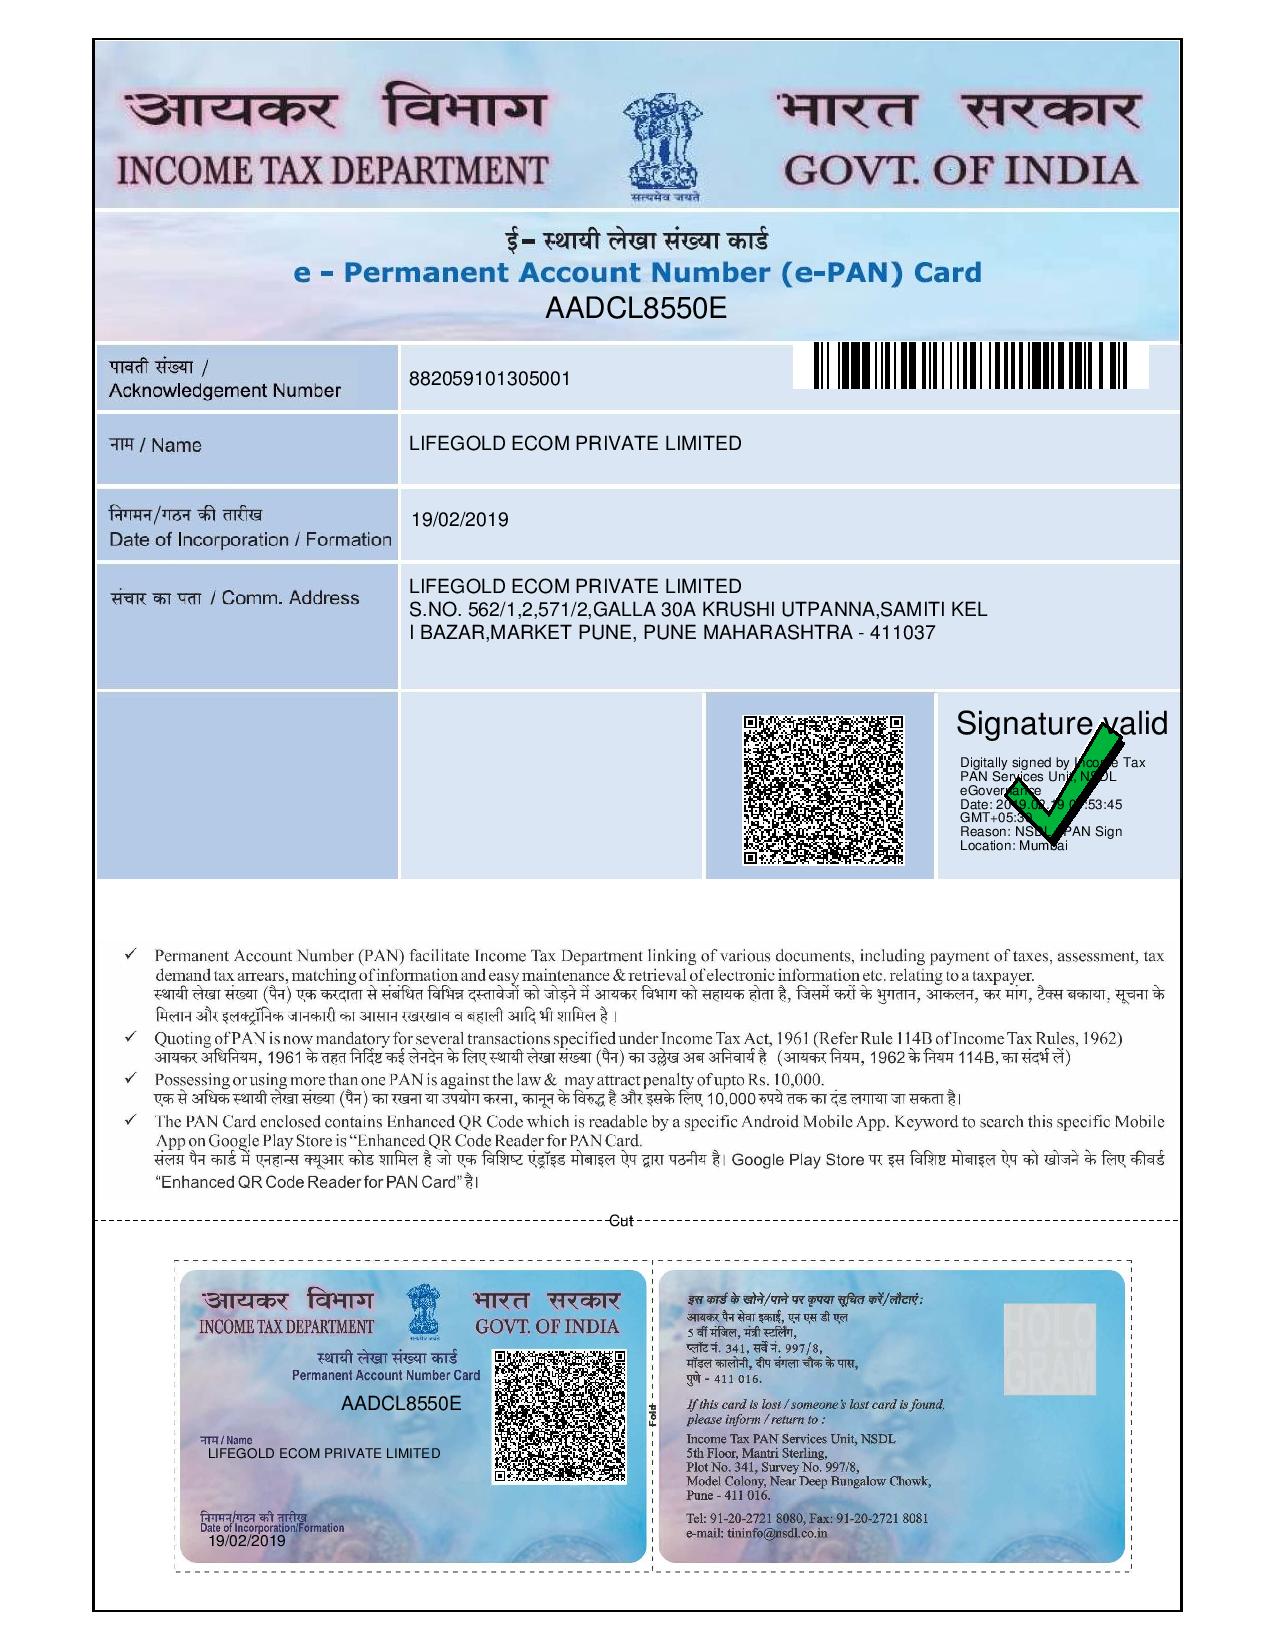 आयकर विभाग
INCOME TAX DEPARTMENT
सत्यमेव जयते
भारत सरकार
GOVT. OF INDIA
ई- स्थायी लेखा संख्या कार्ड
e - Permanent Account Number (e-PAN) Card
AADCL8550E
पावती संख्या /
Acknowledgement Number
882059101305001
नाम / Name
LIFEGOLD ECOM PRIVATE LIMITED
निगमन/गठन की तारीख
Date of Incorporation / Formation
19/02/2019
संचार का पता / Comm. Address
LIFEGOLD ECOM PRIVATE LIMITED
S.NO. 562/1,2,571/2,GALLA 30A KRUSHI UTPANNA,SAMITI KEL
I BAZAR,MARKET PUNE, PUNE MAHARASHTRA - 411037
Signature valid
Digitally signed by Income Tax
PAN Services Unit, NSDL
eGovernance
Date: 2019.02.19 :53:45
GMT+05:30
Reason: NSDL PAN Sign
Location: Mumbai
✓ Permanent Account Number (PAN) facilitate Income Tax Department linking of various documents, including payment of taxes, assessment, tax
demand tax arrears, matching of information and easy maintenance & retrieval of electronic information etc. relating to a taxpayer.
स्थायी लेखा संख्या (पैन) एक करदाता से संबंधित विभिन्न दस्तावेजों को जोड़ने में आयकर विभाग को सहायक होता है, जिसमें करों के भुगतान, आकलन, कर मांग, टैक्स बकाया, सूचना के
मिलान और इलक्ट्रॉनिक जानकारी का आसान रखरखाव व बहाली आदि भी शामिल है ।
✓ Quoting of PAN is now mandatory for several transactions specified under Income Tax Act, 1961 (Refer Rule 114B of Income Tax Rules, 1962)
आयकर अधिनियम, 1961 के तहत निर्दिष्ट कई लेनदेन के लिए स्थायी लेखा संख्या (पैन) का उल्लेख अब अनिवार्य है (आयकर नियम, 1962 के नियम 114B, का संदर्भ लें)
✓ Possessing or using more than one PAN is against the law & may attract penalty of upto Rs. 10,000.
एक से अधिक स्थायी लेखा संख्या (पैन) का रखना या उपयोग करना, कानून के विरुद्ध है और इसके लिए 10,000 रुपये तक का दंड लगाया जा सकता है।
✓ The PAN Card enclosed contains Enhanced QR Code which is readable by a specific Android Mobile App. Keyword to search this specific Mobile
App on Google Play Store is “Enhanced QR Code Reader for PAN Card.
संलग्न पैन कार्ड में एनहान्स क्यूआर कोड शामिल है जो एक विशिष्ट एंड्रॉइड मोबाइल ऐप द्वारा पठनीय है। Google Play Store पर इस विशिष्ट मोबाइल ऐप को खोजने के लिए कीवर्ड
“Enhanced QR Code Reader for PAN Card” है।
Cut
आयकर विभाग
INCOME TAX DEPARTMENT
सत्यमेव जयते
भारत सरकार
GOVT. OF INDIA
स्थायी लेखा संख्या कार्ड
Permanent Account Number Card
AADCL8550E
नाम / Name
LIFEGOLD ECOM PRIVATE LIMITED
निगमन/गठन की तारीख
Date of Incorporation/Formation
19/02/2019
Fold
इस कार्ड के खोने/पाने पर कृपया सूचित करें/लौटाएं :
आयकर पैन सेवा इकाई, एन एस डी एल
5 वीं मंजिल, मंत्री स्टर्लिंग,
प्लॉट नं. 341, सर्वे नं. 997/8,
मॉडल कालोनी, दीप बंगला चौक के पास,
पुणे - 411 016.
If this card is lost / someone's lost card is found,
please inform / return to :
Income Tax PAN Services Unit, NSDL
5th Floor, Mantri Sterling,
Plot No. 341, Survey No. 997/8,
Model Colony, Near Deep Bungalow Chowk,
Pune - 411 016.
Tel: 91-20-2721 8080, Fax: 91-20-2721 8081
e-mail: tininfo@nsdl.co.in
HOLO
GRAM